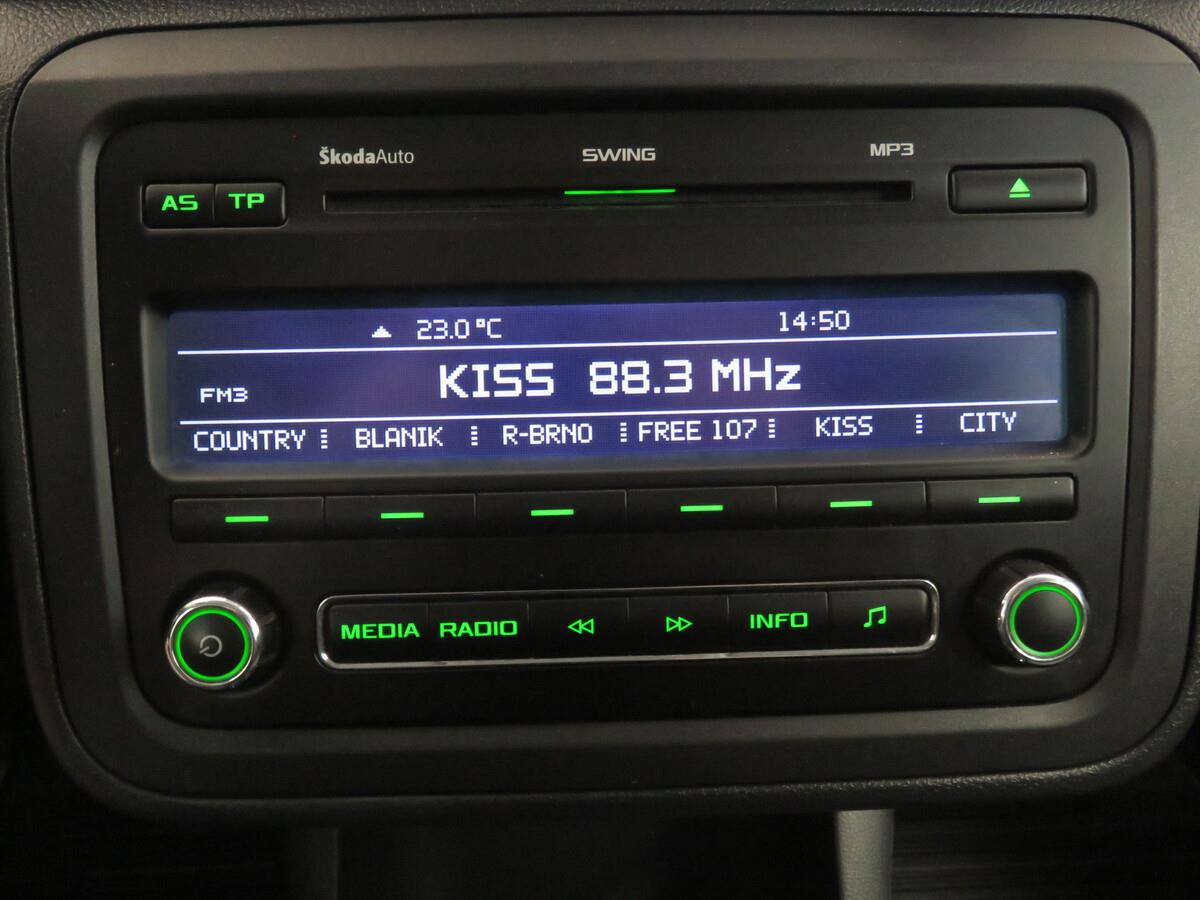 ŠkodaAuto SWING MP3
AS TP
23.0°C 14:50
KISS 88.3 MHz
FM3
COUNTRY BLANIK R-BRNO FREE 107 KISS CITY
MEDIA RADIO INFO